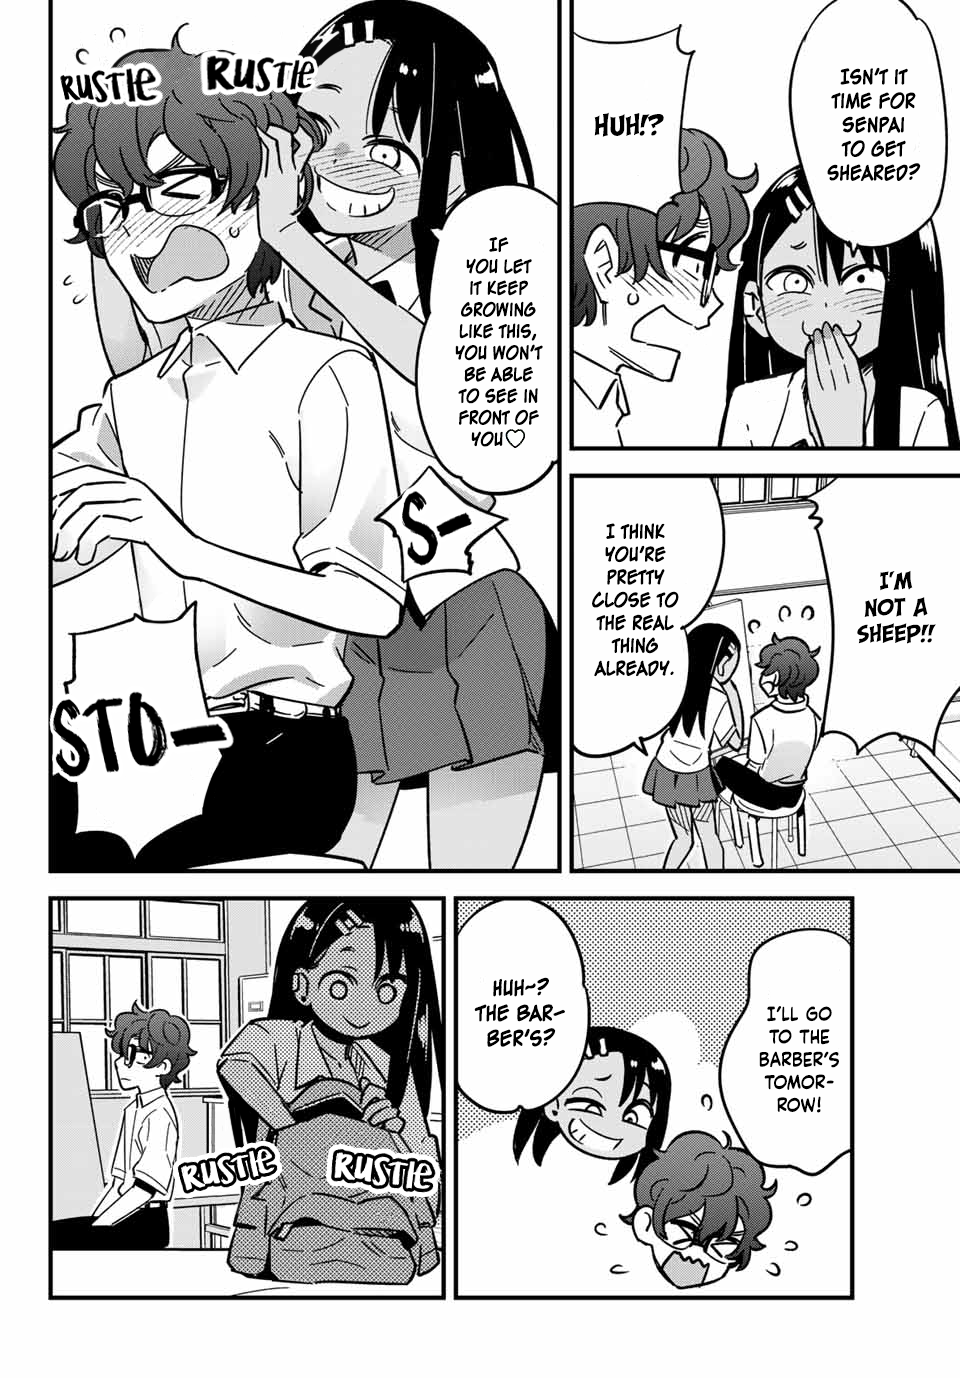 ISN'T IT
TIME FOR
SENPAI
TO GET
SHEARED?
HUH!?
RUSTLE
RUSTLE
IF
YOU LET
IT KEEP
GROWING
LIKE THIS,
YOU WON'T
BE ABLE
TO SEE IN
FRONT OF
YOU♡
S-
STO-
I'M
NOT A
SHEEP!!
I THINK
YOU'RE
PRETTY
CLOSE TO
THE REAL
THING
ALREADY.
I'LL GO
TO THE
BARBER'S
TOMOR-
ROW!
HUH~?
THE BAR-
BER'S?
RUSTLE
RUSTLE